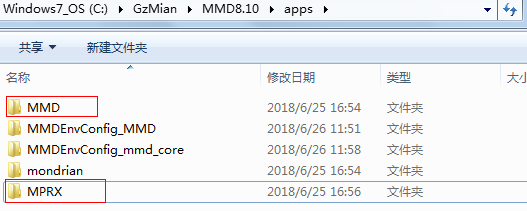 Windows7_OS (C:) ▸ GzMian ▸ MMD8.10 ▸ apps ▸
共享 新建文件夹
名称 修改日期 类型
MMD 2018/6/25 16:54 文件夹
MMDEnvConfig_MMD 2018/6/26 11:51 文件夹
MMDEnvConfig_mmd_core 2018/6/26 11:58 文件夹
mondrian 2018/6/25 16:54 文件夹
MPRX 2018/6/25 16:56 文件夹